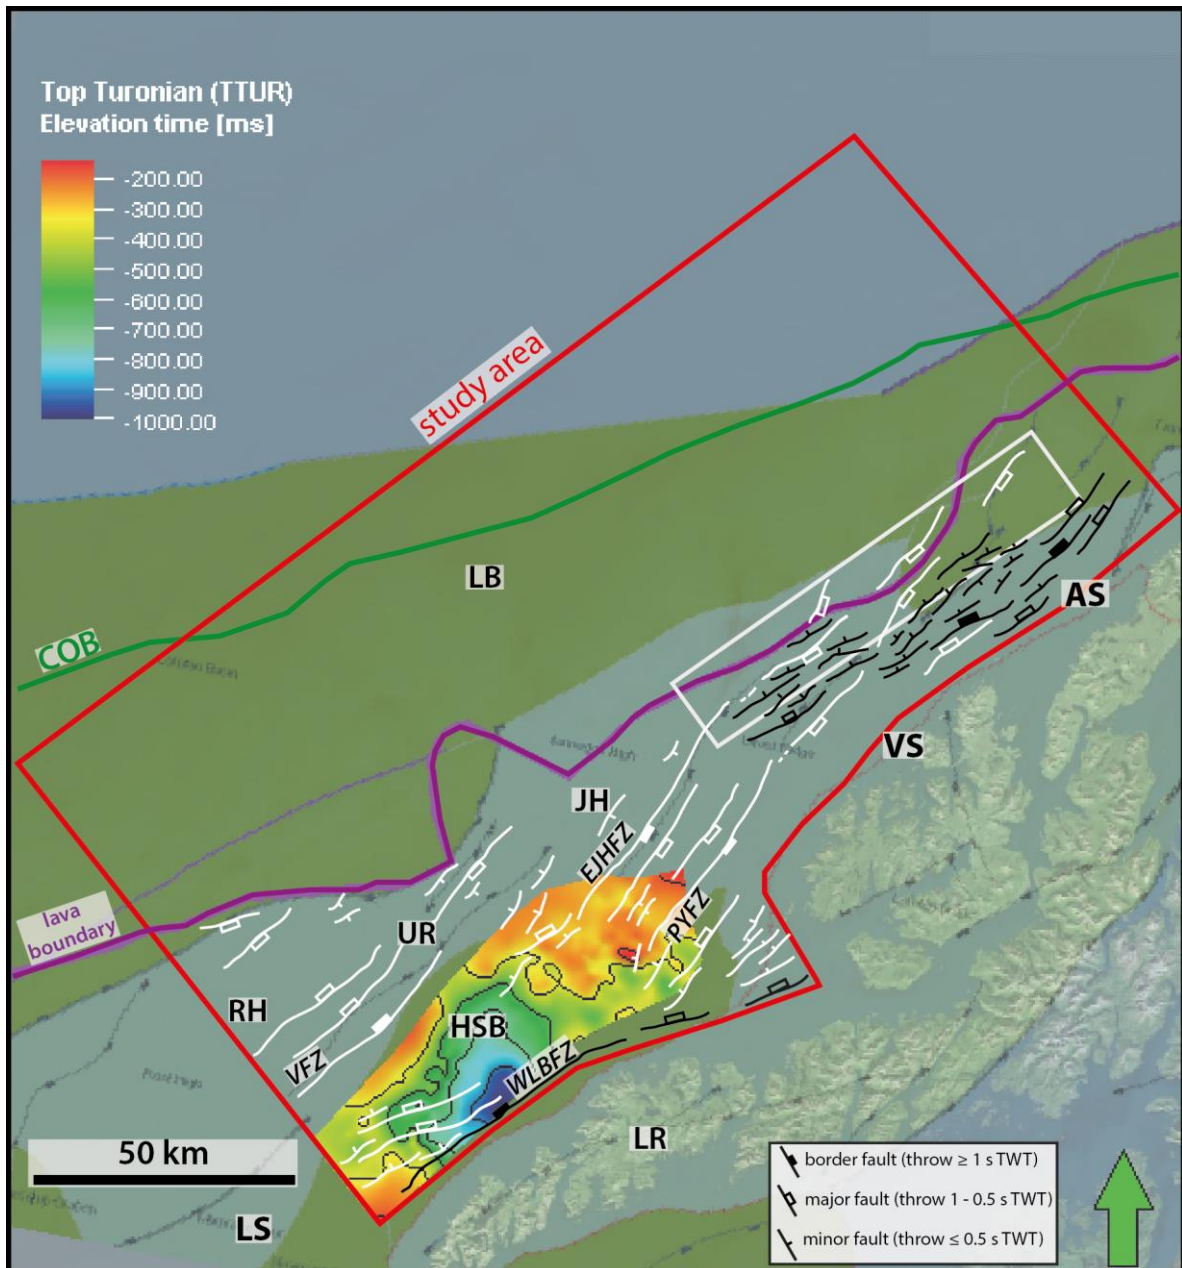 Top Turonian (TTUR)
Elevation time [ms]
-200.00
-300.00
-400.00
-500.00
-600.00
-700.00
-800.00
-900.00
-1000.00
study area
LB
COB
AS
VS
JH
EJHFZ
PYFZ
lava
boundary
UR
RH
HSB
VFZ
WLBFZ
LR
50 km
LS
border fault (throw ≥ 1 s TWT)
major fault (throw 1 - 0.5 s TWT)
minor fault (throw ≤ 0.5 s TWT)